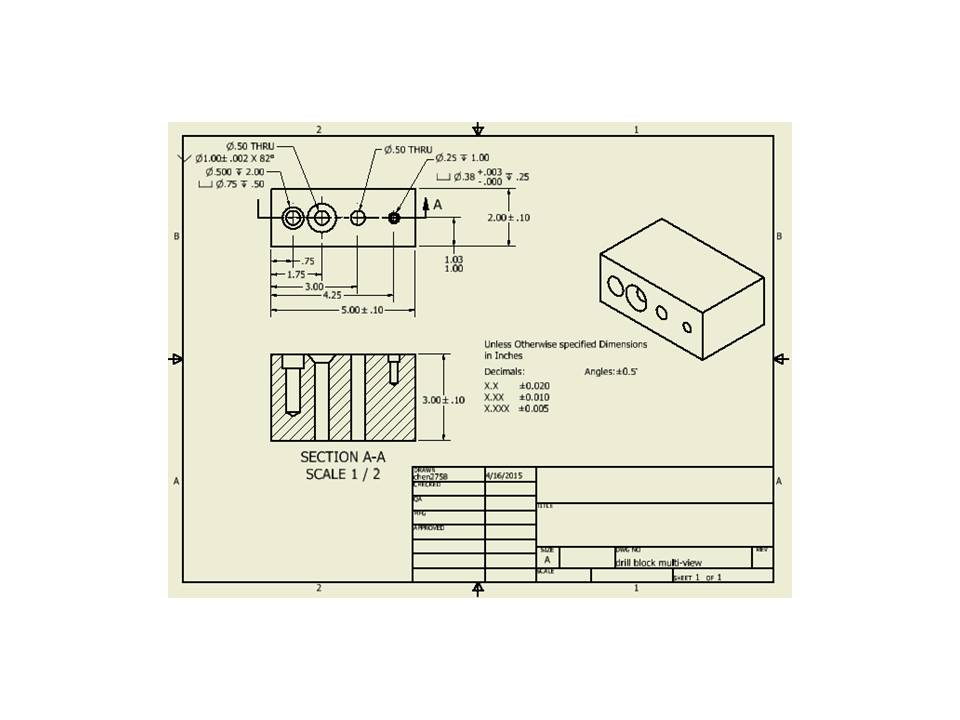 2
1
Ø.50 THRU
Ø1.00± .002 X 82°
Ø.500 ↧ 2.00
⌴ Ø.75 ↧ .50
Ø.50 THRU
Ø.25 ↧ 1.00
⌴ Ø.38 +.003 -.000 ↧ .25
A
2.00±.10
B
B
1.03
1.00
.75
1.75
3.00
4.25
5.00±.10
Unless Otherwise specified Dimensions
in Inches
Decimals: Angles:±0.5°
X.X ±0.020
X.XX ±0.010
X.XXX ±0.005
3.00±.10
SECTION A-A
SCALE 1 / 2
A
A
DRAWN
chen2758 4/16/2015
CHECKED
QA
MFG
APPROVED
TITLE
SIZE
A
DWG NO
drill block multi-view
REV
SCALE
SHEET 1 OF 1
2
1